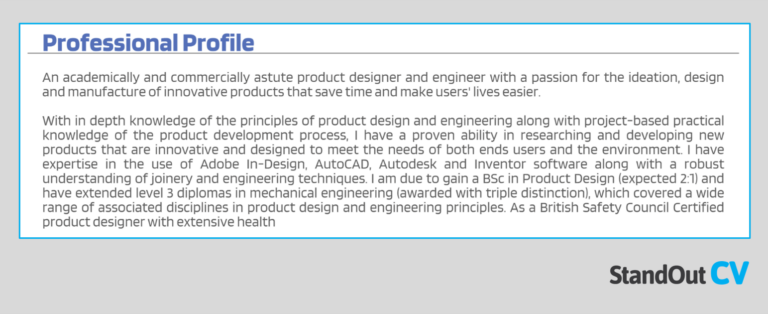 Professional Profile
An academically and commercially astute product designer and engineer with a passion for the ideation, design
and manufacture of innovative products that save time and make users' lives easier.
With in depth knowledge of the principles of product design and engineering along with project-based practical
knowledge of the product development process, I have a proven ability in researching and developing new
products that are innovative and designed to meet the needs of both ends users and the environment. I have
expertise in the use of Adobe In-Design, AutoCAD, Autodesk and Inventor software along with a robust
understanding of joinery and engineering techniques. I am due to gain a BSc in Product Design (expected 2:1) and
have extended level 3 diplomas in mechanical engineering (awarded with triple distinction), which covered a wide
range of associated disciplines in product design and engineering principles. As a British Safety Council Certified
product designer with extensive health
StandOut CV